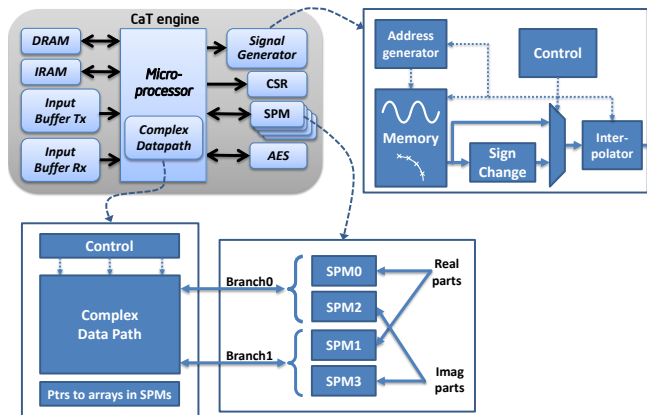 CaT engine
DRAM
IRAM
Input
Buffer Tx
Input
Buffer Rx
Micro-
processor
Complex
Datapath
Signal
Generator
CSR
SPM
AES
Address
generator
Control
Memory
Sign
Change
Inter-
polator
Control
Complex
Data Path
Ptrs to arrays in SPMs
Branch0
Branch1
SPM0
SPM2
SPM1
SPM3
Real
parts
Imag
parts